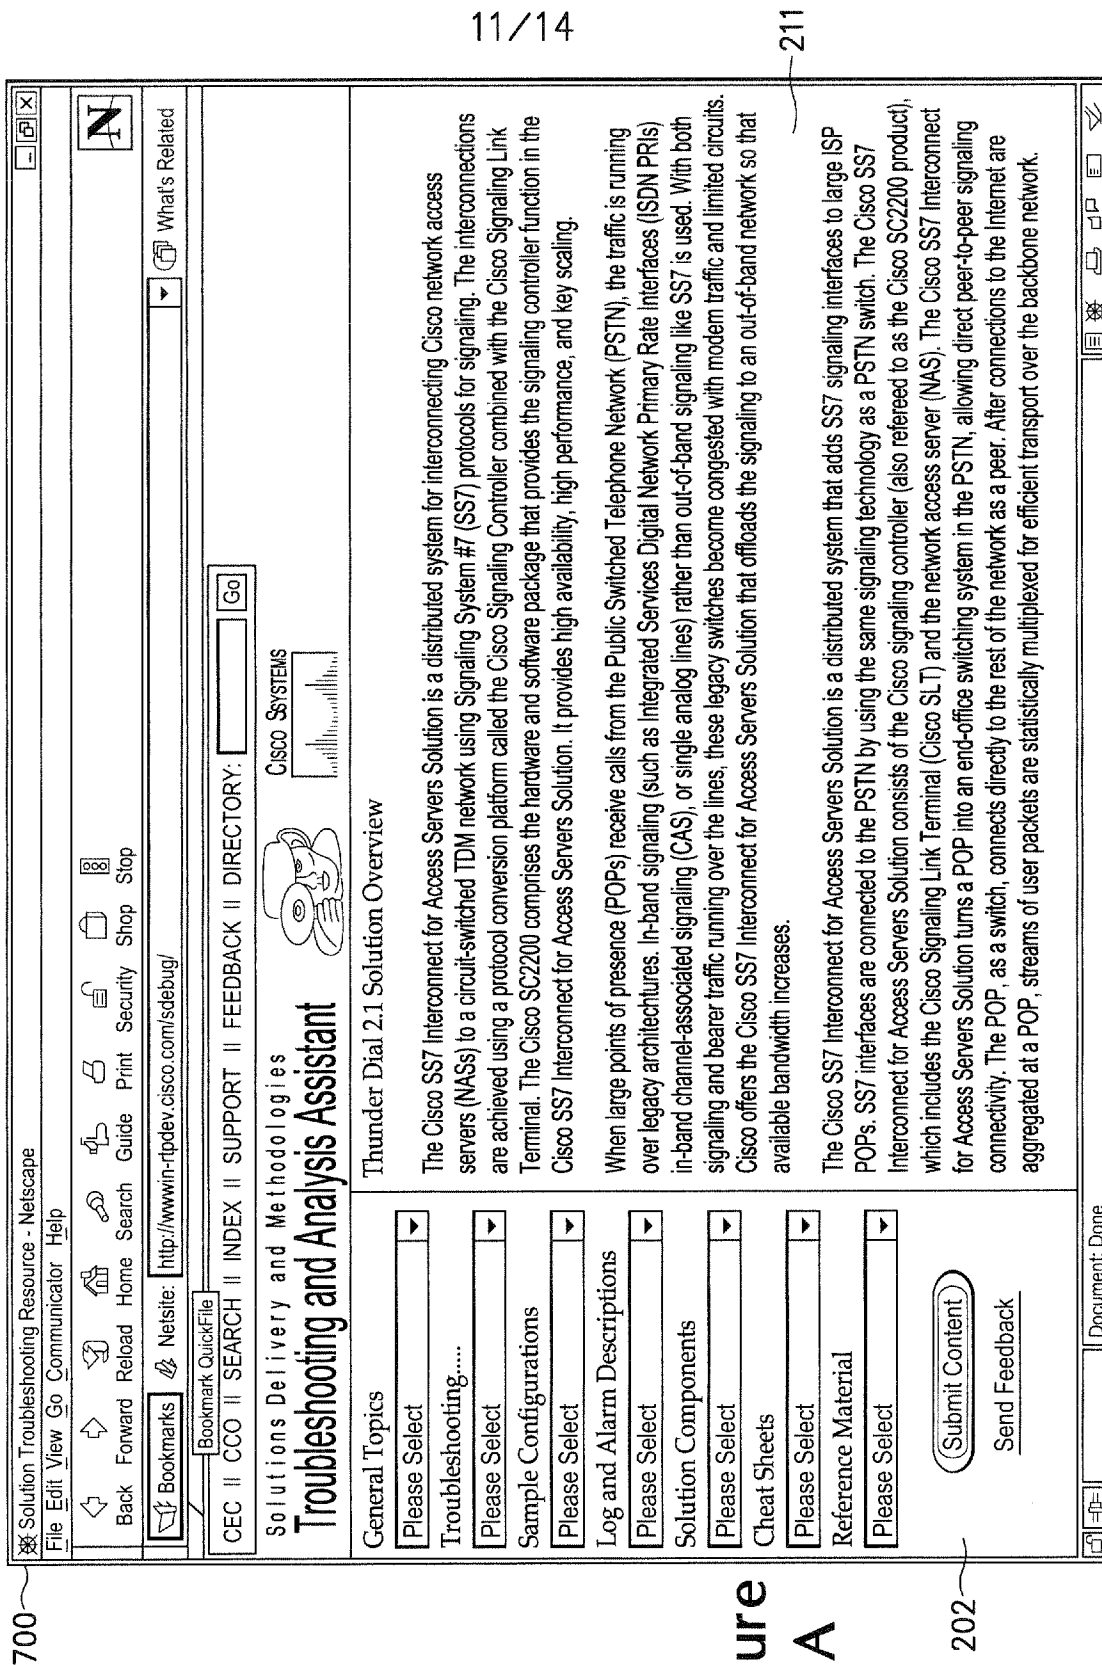 11/14
700
Solution Troubleshooting Resource - Netscape
File Edit View Go Communicator Help
Back Forward Reload Home Search Guide Print Security Shop Stop
N
Bookmarks Netsite: http://wwwin-rtpdev.cisco.com/sdebug/ What's Related
Bookmark QuickFile
CEC II CCO II SEARCH II INDEX II SUPPORT II FEEDBACK II DIRECTORY: Go
Solutions Delivery and Methodologies
Troubleshooting and Analysis Assistant
CISCO SSYSTEMS
General Topics
Please Select
Troubleshooting.....
Please Select
Sample Configurations
Please Select
Log and Alarm Descriptions
Please Select
Solution Components
Please Select
Cheat Sheets
Please Select
Reference Material
Please Select
Submit Content
Send Feedback
202
Thunder Dial 2.1 Solution Overview
The Cisco SS7 Interconnect for Access Servers Solution is a distributed system for interconnecting Cisco network access
servers (NASs) to a circuit-switched TDM network using Signaling System #7 (SS7) protocols for signaling. The interconnections
are achieved using a protocol conversion platform called the Cisco Signaling Controller combined with the Cisco Signaling Link
Terminal. The Cisco SC2200 comprises the hardware and software package that provides the signaling controller function in the
Cisco SS7 Interconnect for Access Servers Solution. It provides high availability, high performance, and key scaling.
When large points of presence (POPs) receive calls from the Public Switched Telephone Network (PSTN), the traffic is running
over legacy architechtures. In-band signaling (such as Integrated Services Digital Network Primary Rate Interfaces (ISDN PRIs)
in-band channel-associated signaling (CAS), or single analog lines) rather than out-of-band signaling like SS7 is used. With both
signaling and bearer traffic running over the lines, these legacy switches become congested with modem traffic and limited circuits.
Cisco offers the Cisco SS7 Interconnect for Access Servers Solution that offloads the signaling to an out-of-band network so that
available bandwidth increases.
The Cisco SS7 Interconnect for Access Servers Solution is a distributed system that adds SS7 signaling interfaces to large ISP
POPs. SS7 interfaces are connected to the PSTN by using the same signaling technology as a PSTN switch. The Cisco SS7
Interconnect for Access Servers Solution consists of the Cisco signaling controller (also refereed to as the Cisco SC2200 product),
which includes the Cisco Signaling Link Terminal (Cisco SLT) and the network access server (NAS). The Cisco SS7 Interconnect
for Access Servers Solution turns a POP into an end-office switching system in the PSTN, allowing direct peer-to-peer signaling
connectivity. The POP, as a switch, connects directly to the rest of the network as a peer. After connections to the Internet are
aggregated at a POP, streams of user packets are statistically multiplexed for efficient transport over the backbone network.
211
Document: Done
ure
A